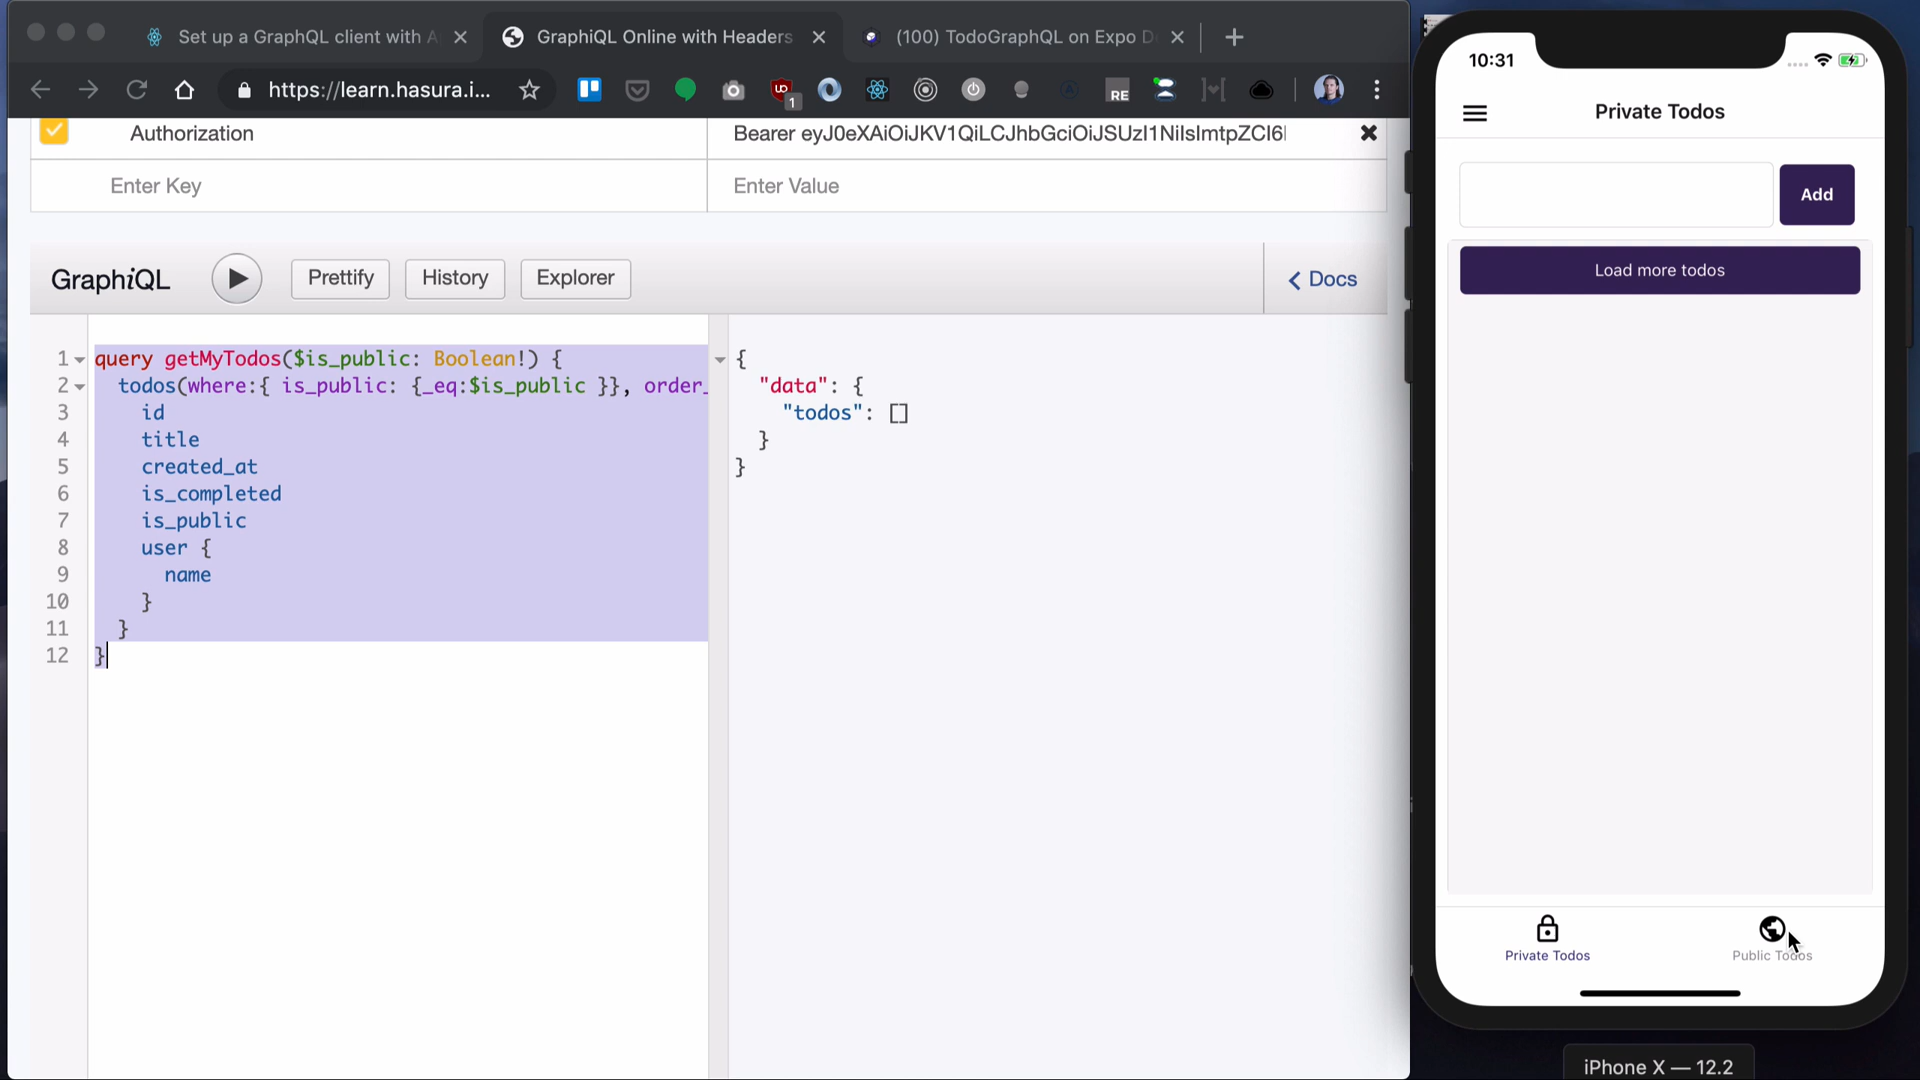 Set up a GraphQL client with A
GraphiQL Online with Headers
(100) TodoGraphQL on Expo D
https://learn.hasura.i...
1
RE
Authorization
Bearer eyJ0eXAiOiJKV1QiLCJhbGciOiJSUzI1NiIsImtpZCI6
Enter Key
Enter Value
GraphiQL
Prettify
History
Explorer
Docs
1 query getMyTodos($is_public: Boolean!) {
2 todos(where:{ is_public: {_eq:$is_public }}, order_
3 id
4 title
5 created_at
6 is_completed
7 is_public
8 user {
9 name
10 }
11 }
12 }
{
"data": {
"todos": []
}
}
10:31
Private Todos
Add
Load more todos
Private Todos
Public Todos
iPhone X — 12.2